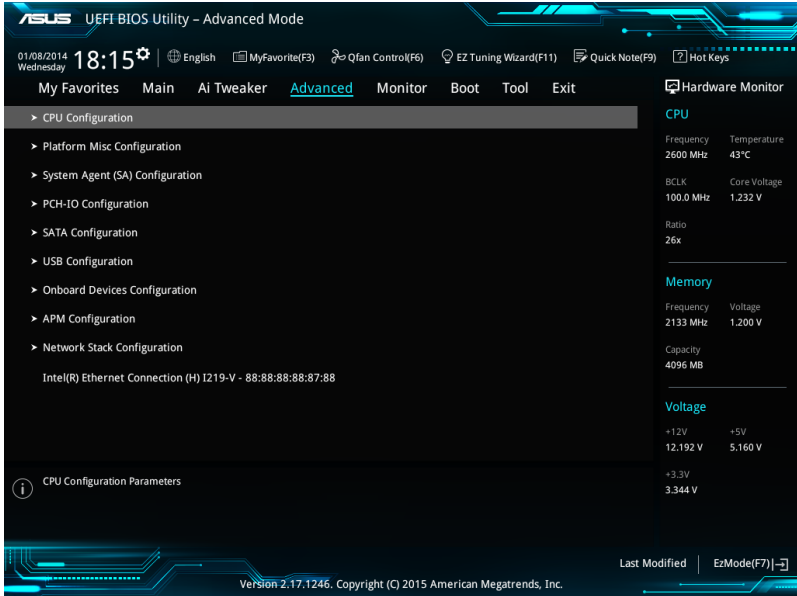 ASUS UEFI BIOS Utility – Advanced Mode
01/08/2014
Wednesday
18:15
English MyFavorite(F3) Qfan Control(F6) EZ Tuning Wizard(F11) Quick Note(F9) ? Hot Keys
My Favorites Main Ai Tweaker Advanced Monitor Boot Tool Exit
Hardware Monitor
> CPU Configuration
> Platform Misc Configuration
> System Agent (SA) Configuration
> PCH-IO Configuration
> SATA Configuration
> USB Configuration
> Onboard Devices Configuration
> APM Configuration
> Network Stack Configuration
Intel(R) Ethernet Connection (H) I219-V - 88:88:88:88:87:88
CPU
Frequency Temperature
2600 MHz 43°C
BCLK Core Voltage
100.0 MHz 1.232 V
Ratio
26x
Memory
Frequency Voltage
2133 MHz 1.200 V
Capacity
4096 MB
Voltage
+12V +5V
12.192 V 5.160 V
+3.3V
3.344 V
i CPU Configuration Parameters
Last Modified EzMode(F7)
Version 2.17.1246. Copyright (C) 2015 American Megatrends, Inc.